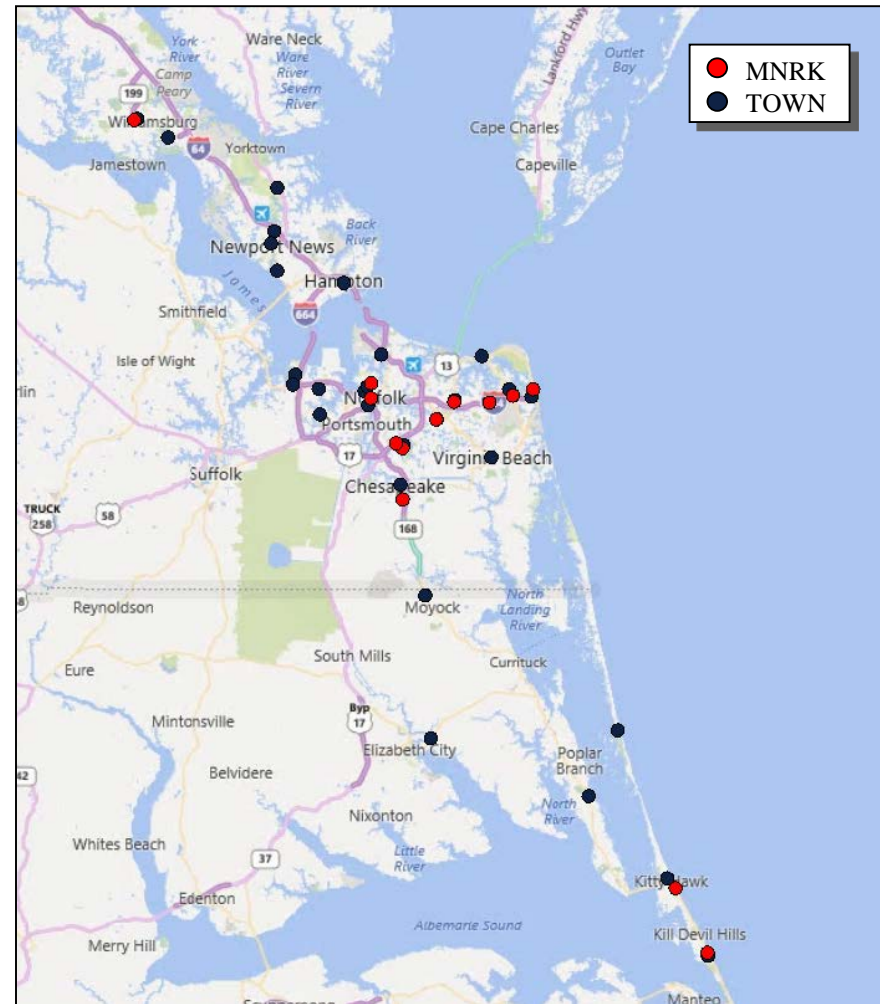 York
River
Ware Neck
Camp
Peary
Ware
River
Severn
River
Lankford Hwy
Outlet
Bay
MNRK
TOWN
199
Williamsburg
Cape Charles
64
Yorktown
Jamestown
Capeville
Back
River
Newport News
James
Hampton
Smithfield
664
Isle of Wight
13
Norfolk
Portsmouth
17
Virginia Beach
Suffolk
Chesapeake
TRUCK
258
58
168
North
Landing
River
Reynoldson
Moyock
South Mills
Currituck
Eure
Byp
17
Mintonsville
Elizabeth City
Poplar
Branch
Belvidere
42
North
River
Nixonton
Whites Beach
Little
River
37
Kitty Hawk
Edenton
Albemarle Sound
Kill Devil Hills
Merry Hill
Manteo